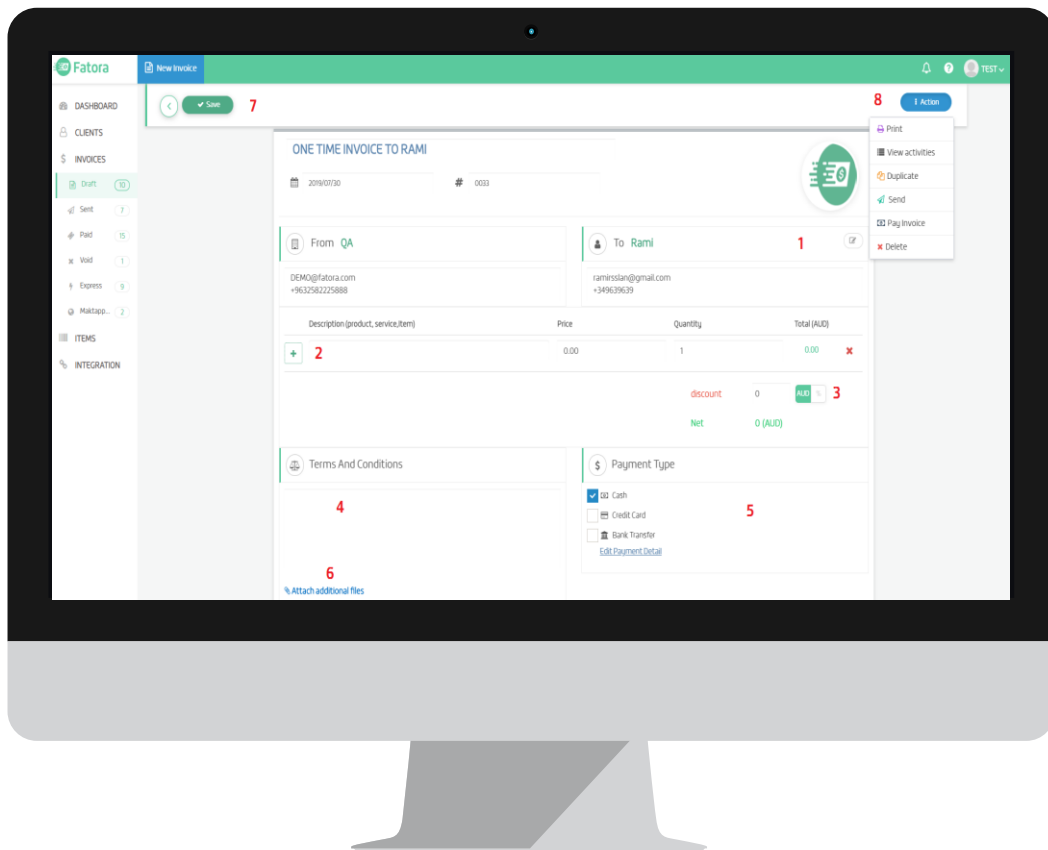 Fatora
New Invoice
TEST
DASHBOARD
CLIENTS
INVOICES
Draft 10
Sent 7
Paid 15
Void 1
Express 9
Maktapp... 2
ITEMS
INTEGRATION
Save 7
8 Action
Print
View activities
Duplicate
Send
Pay Invoice
Delete
ONE TIME INVOICE TO RAMI
2019/07/30 # 0033
From QA
DEMO@fatora.com
+9632582225888
To Rami 1
ramirsslan@gmail.com
+349639639
Description (product, service,item) Price Quantity Total (AUD)
+ 2 0.00 1 0.00
discount 0 AUD % 3
Net 0 (AUD)
Terms And Conditions
4
6
Attach additional files
$ Payment Type
Cash
Credit Card
5
Bank Transfer
Edit Payment Detail